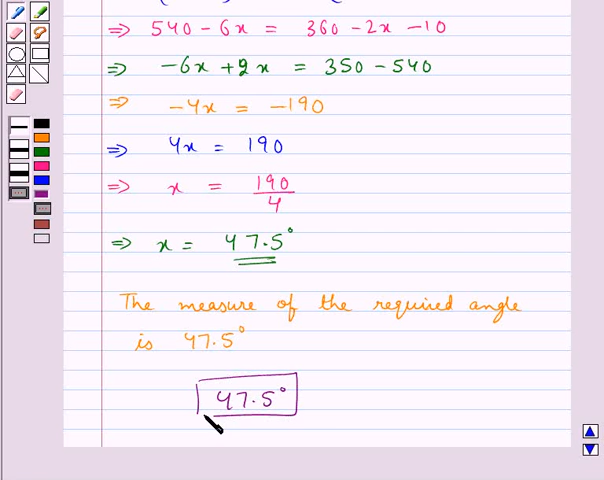 ⇒ 540 - 6x = 360 - 2x - 10
⇒ -6x + 2x = 350 - 540
⇒ -4x = -190
⇒ 4x = 190
⇒ x = 190/4
⇒ x = 47.5°
The measure of the required angle
is 47.5°
47.5°